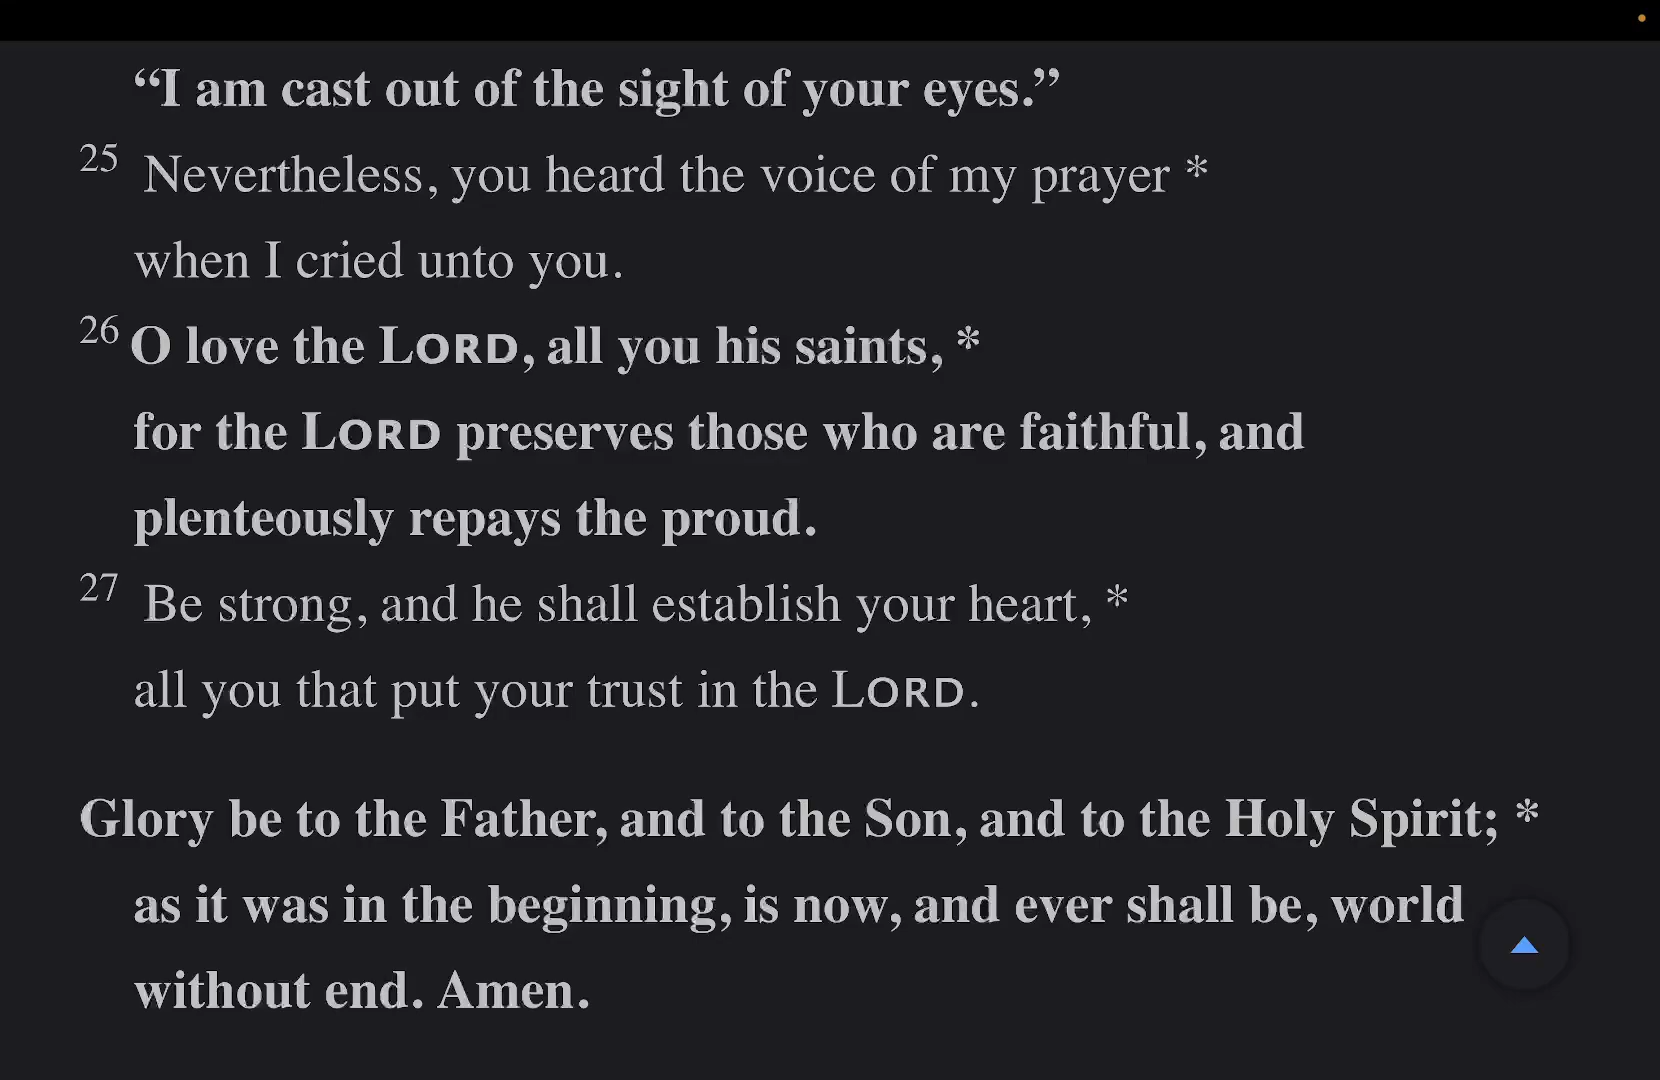 “I am cast out of the sight of your eyes.”
25 Nevertheless, you heard the voice of my prayer *
when I cried unto you.
26 O love the LORD, all you his saints, *
for the LORD preserves those who are faithful, and
plenteously repays the proud.
27 Be strong, and he shall establish your heart, *
all you that put your trust in the LORD.
Glory be to the Father, and to the Son, and to the Holy Spirit; *
as it was in the beginning, is now, and ever shall be, world
without end. Amen.